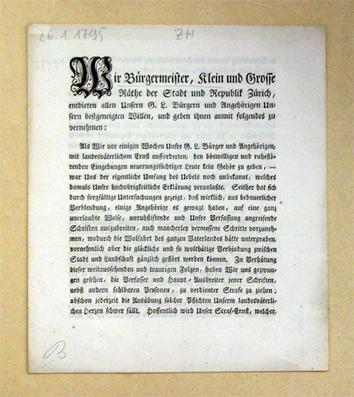 26.1.1795 ZH
Wir Bürgermeister, Klein und Grosse
Räthe der Stadt und Republik Zürich,
entbieten allen Unsern G. L. Bürgern und Angehörigen Un-
sern bestgeneigten Willen, und geben ihnen anmit folgendes zu
vernehmen:
Als Wir vor einigen Wochen Unsre G. L. Bürger und Angehörigen,
mit landesväterlichem Ernst aufforderten, den böswilligen und ruhestö-
renden Eingebungen neuerungssüchtiger Leute kein Gehör zu geben, —
war Uns der eigentliche Umfang des Uebels noch unbekannt, welches
damals Unsre hochobrigkeitliche Erklärung veranlasste. Seither hat sich
durch sorgfältige Untersuchungen gezeigt, daß wirklich, aus bedaurlicher
Verblendung, einige Angehörige es gewagt haben, auf eine ganz
unerlaubte Weise, unruhstiftende und Unsre Verfassung angreifende
Schriften auszubreiten, auch mancherley vermessene Schritte vorzuneh-
men, wodurch die Wolfahrt des ganzen Vaterlandes hätte untergraben,
vornehmlich aber die glückliche und so wolthätige Verbindung zwischen
Stadt und Landschaft gänzlich gestört werden können. Zu Verhütung
dieser weitaussehenden und traurigen Folgen, haben Wir uns gezwun-
gen gesehen, die Verfasser und Haupt-Ausbreiter jener Schriften,
nebst andern fehlbaren Personen, zu verdienter Strafe zu ziehen;
obschon jederzeit die Ausübung solcher Pflichten Unserm landesväterli-
chen Herzen schwer fällt. Hoffentlich wird Unser Straf-Ernst, welcher,
B